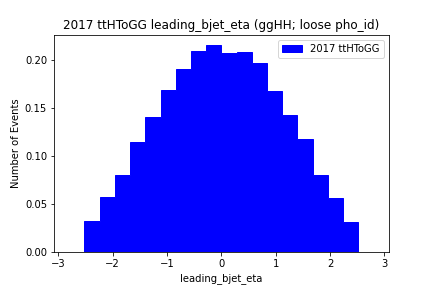 2017 ttHToGG leading_bjet_eta (ggHH; loose pho_id)
2017 ttHToGG
Number of Events
0.20
0.15
0.10
0.05
0.00
−3 −2 −1 0 1 2 3
leading_bjet_eta